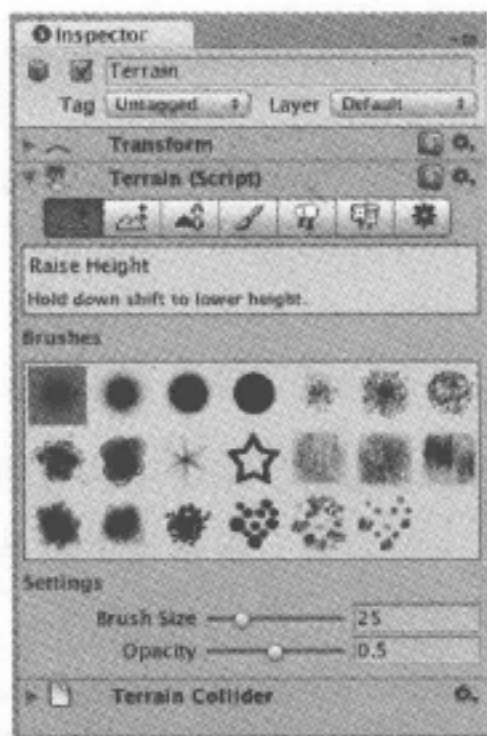 Inspector
Terrain
Tag Untagged Layer Default
Transform
Terrain (Script)
Raise Height
Hold down shift to lower height.
Brushes
Settings
Brush Size 25
Opacity 0.5
Terrain Collider